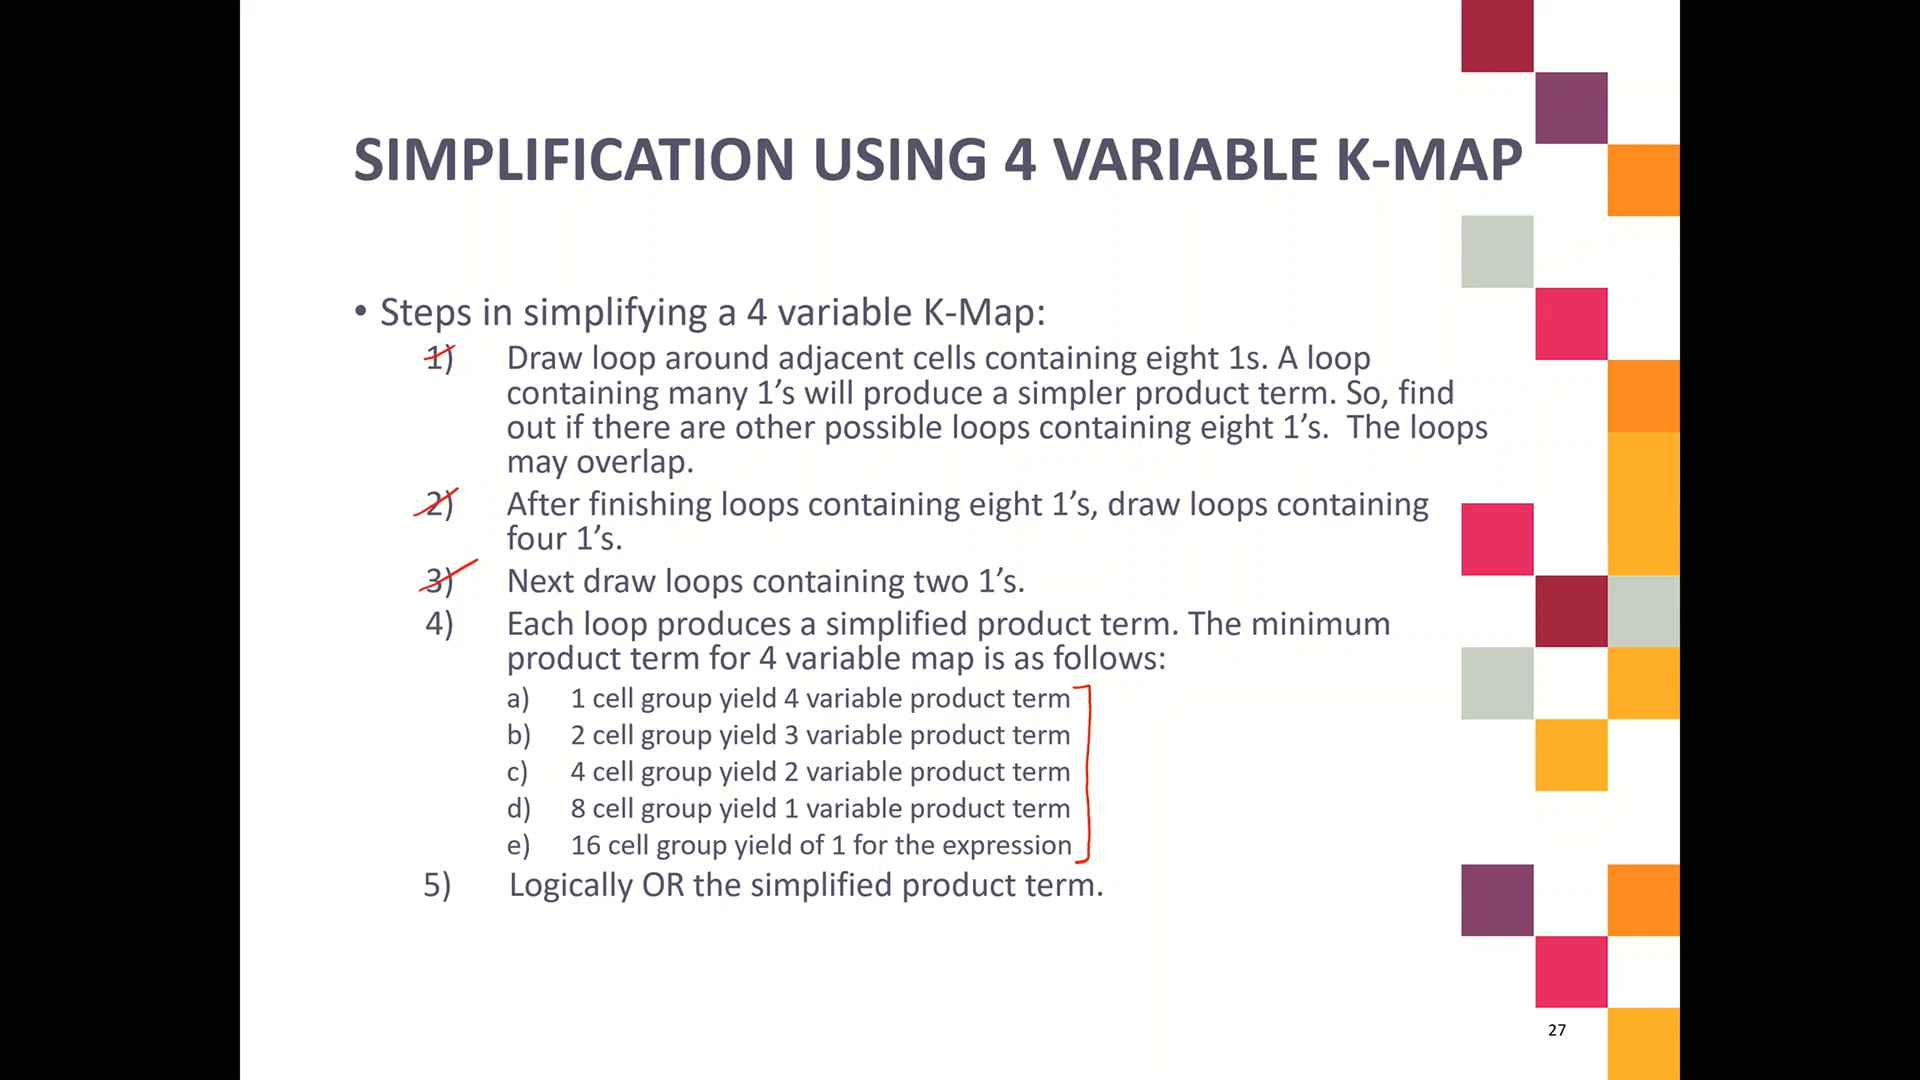 SIMPLIFICATION USING 4 VARIABLE K-MAP
• Steps in simplifying a 4 variable K-Map:
1) Draw loop around adjacent cells containing eight 1s. A loop
containing many 1’s will produce a simpler product term. So, find
out if there are other possible loops containing eight 1’s.  The loops
may overlap.
2) After finishing loops containing eight 1’s, draw loops containing
four 1’s.
3) Next draw loops containing two 1’s.
4) Each loop produces a simplified product term. The minimum
product term for 4 variable map is as follows:
a) 1 cell group yield 4 variable product term
b) 2 cell group yield 3 variable product term
c) 4 cell group yield 2 variable product term
d) 8 cell group yield 1 variable product term
e) 16 cell group yield of 1 for the expression
5) Logically OR the simplified product term.
27